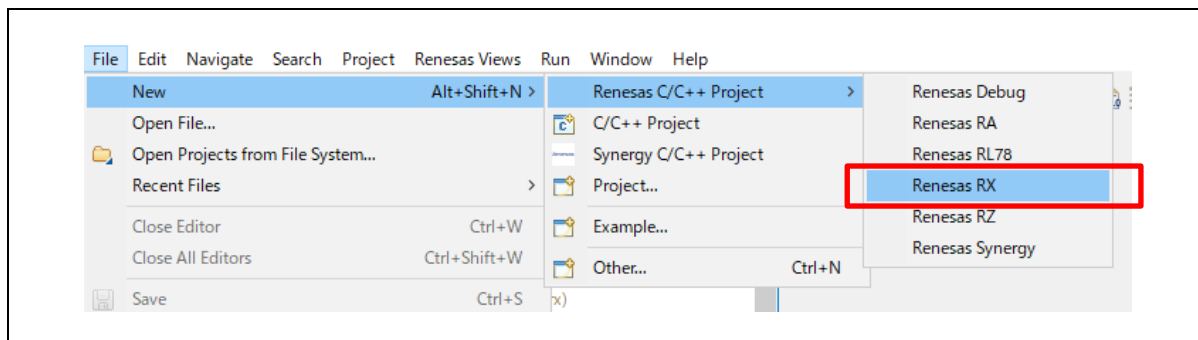 File Edit Navigate Search Project Renesas Views Run Window Help
New Alt+Shift+N >
Open File...
Open Projects from File System...
Recent Files >
Close Editor Ctrl+W
Close All Editors Ctrl+Shift+W
Save Ctrl+S
Renesas C/C++ Project >
C/C++ Project
Synergy C/C++ Project
Project...
Example...
Other... Ctrl+N
x)
Renesas Debug
Renesas RA
Renesas RL78
Renesas RX
Renesas RZ
Renesas Synergy